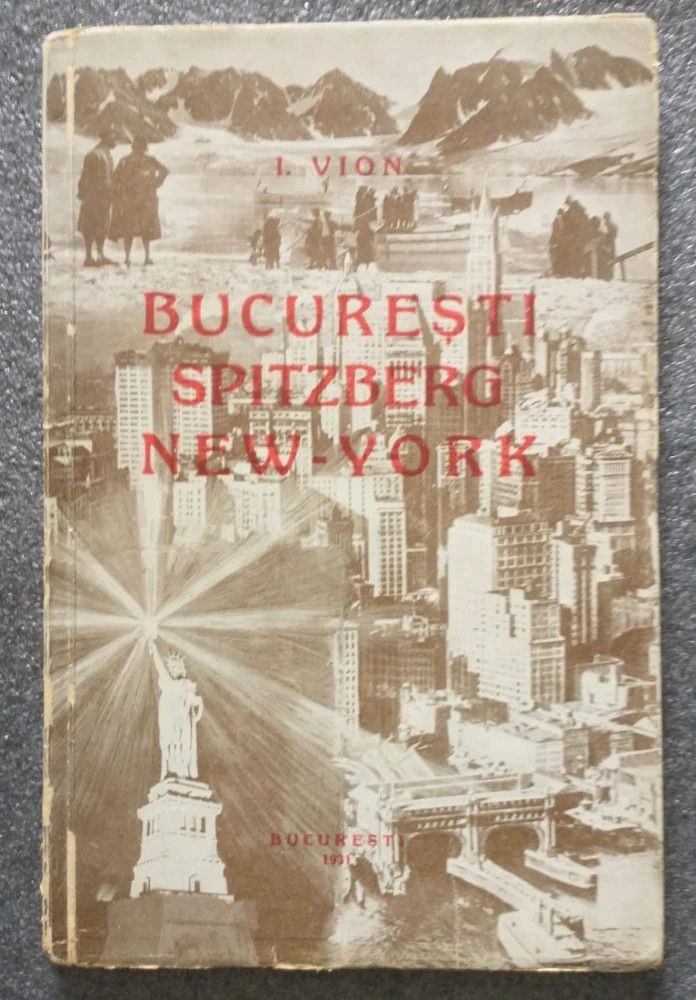 I. VION
BUCUREȘTI
SPITZBERG
NEW-YORK
BUCUREȘTI
1931